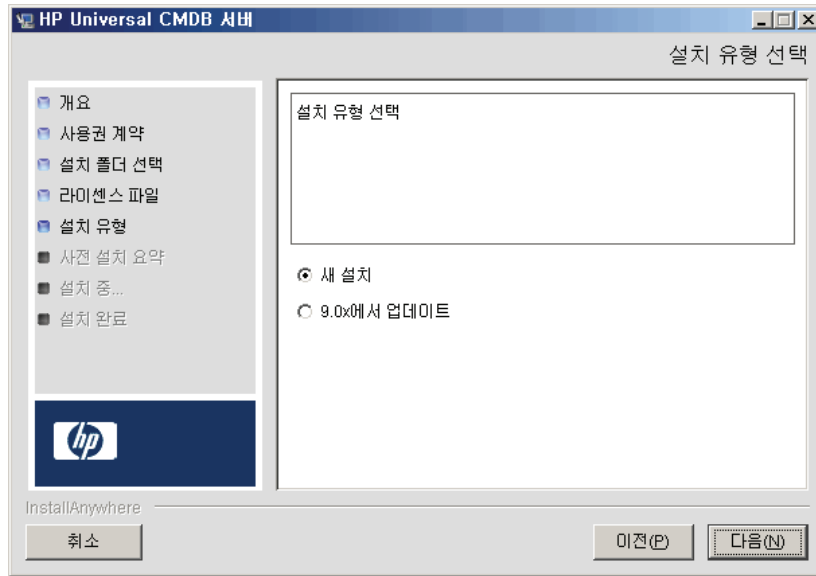 HP Universal CMDB 서버
설치 유형 선택
개요
사용권 계약
설치 폴더 선택
라이센스 파일
설치 유형
사전 설치 요약
설치 중...
설치 완료
hp
설치 유형 선택
새 설치
9.0x에서 업데이트
InstallAnywhere
취소
이전(P)
다음(N)